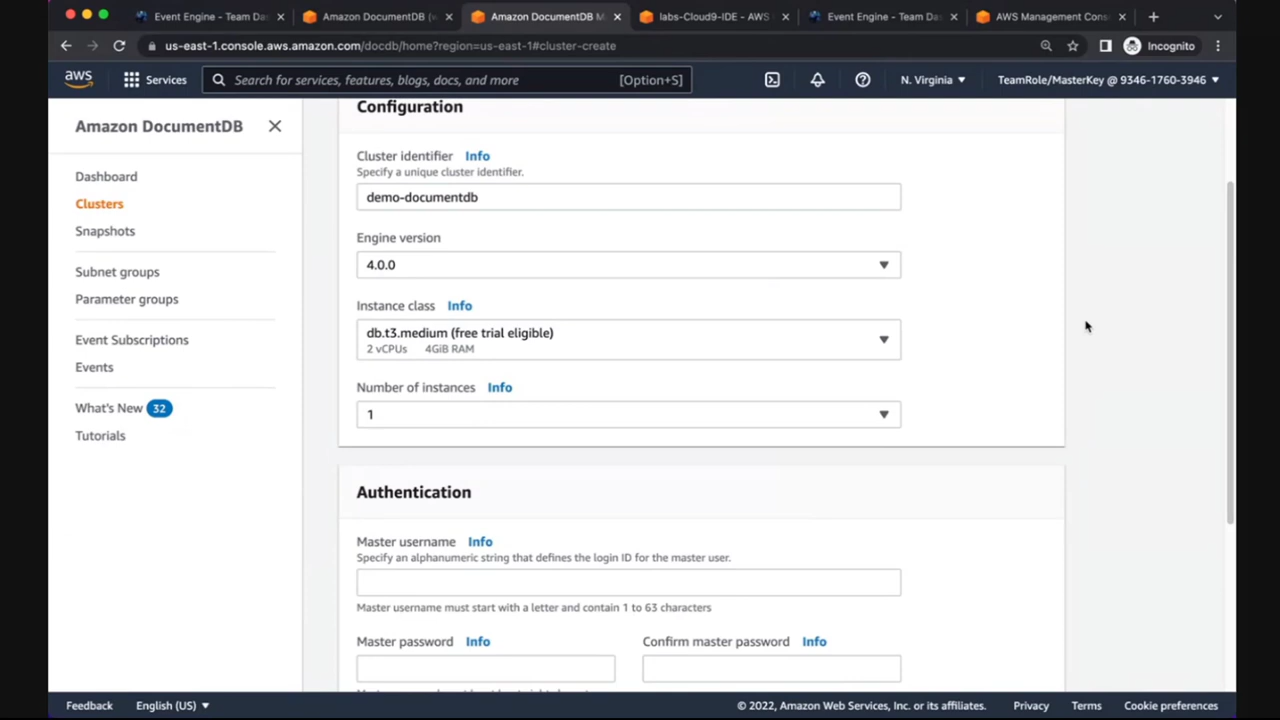 Event Engine - Team Da
Amazon DocumentDB (
Amazon DocumentDB M
labs-Cloud9-IDE - AWS
Event Engine - Team Da
AWS Management Cons
us-east-1.console.aws.amazon.com/docdb/home?region=us-east-1#cluster-create
Incognito
aws
Services
Search for services, features, blogs, docs, and more
[Option+S]
N. Virginia
TeamRole/MasterKey @ 9346-1760-3946
Amazon DocumentDB
Dashboard
Clusters
Snapshots
Subnet groups
Parameter groups
Event Subscriptions
Events
What's New 32
Tutorials
Configuration
Cluster identifier Info
Specify a unique cluster identifier.
demo-documentdb
Engine version
4.0.0
Instance class Info
db.t3.medium (free trial eligible)
2 vCPUs 4GiB RAM
Number of instances Info
1
Authentication
Master username Info
Specify an alphanumeric string that defines the login ID for the master user.
Master username must start with a letter and contain 1 to 63 characters
Master password Info
Confirm master password Info
Feedback
English (US)
© 2022, Amazon Web Services, Inc. or its affiliates.
Privacy
Terms
Cookie preferences